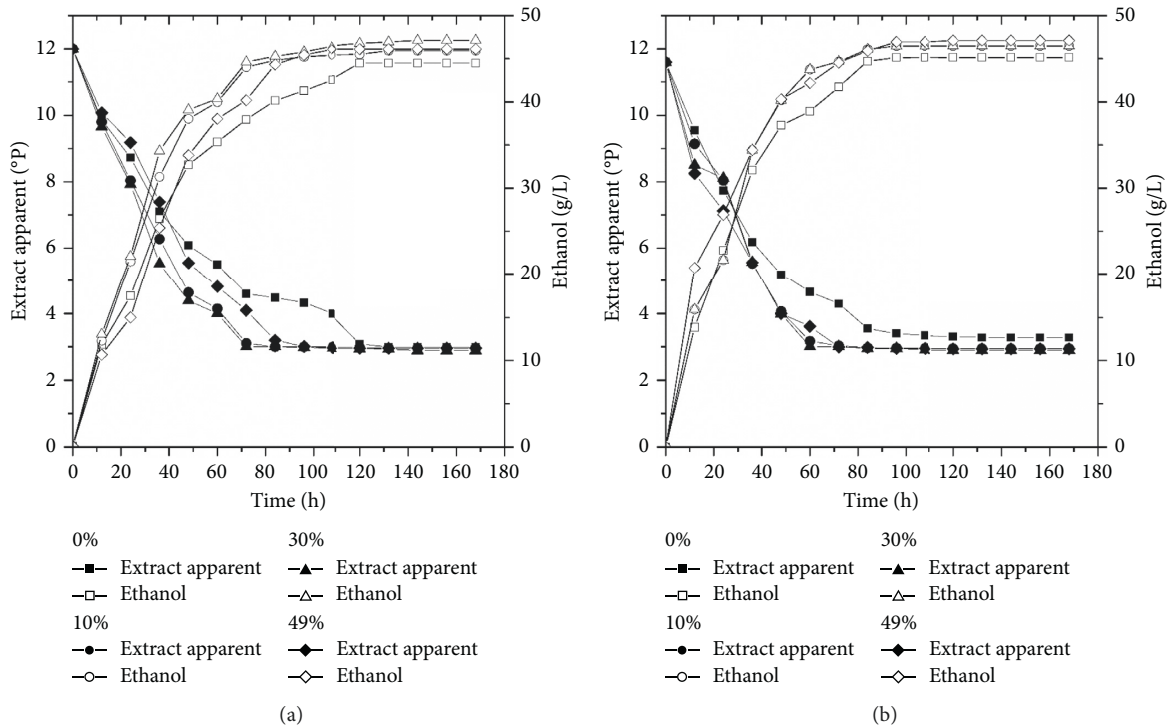 12
10
8
6
4
2
0
Extract apparent (°P)
50
40
30
20
10
0
Ethanol (g/L)
0 20 40 60 80 100 120 140 160 180
Time (h)
0%
Extract apparent
Ethanol
10%
Extract apparent
Ethanol
30%
Extract apparent
Ethanol
49%
Extract apparent
Ethanol
(a)
12
10
8
6
4
2
0
Extract apparent (°P)
50
40
30
20
10
0
Ethanol (g/L)
0 20 40 60 80 100 120 140 160 180
Time (h)
0%
Extract apparent
Ethanol
10%
Extract apparent
Ethanol
30%
Extract apparent
Ethanol
49%
Extract apparent
Ethanol
(b)